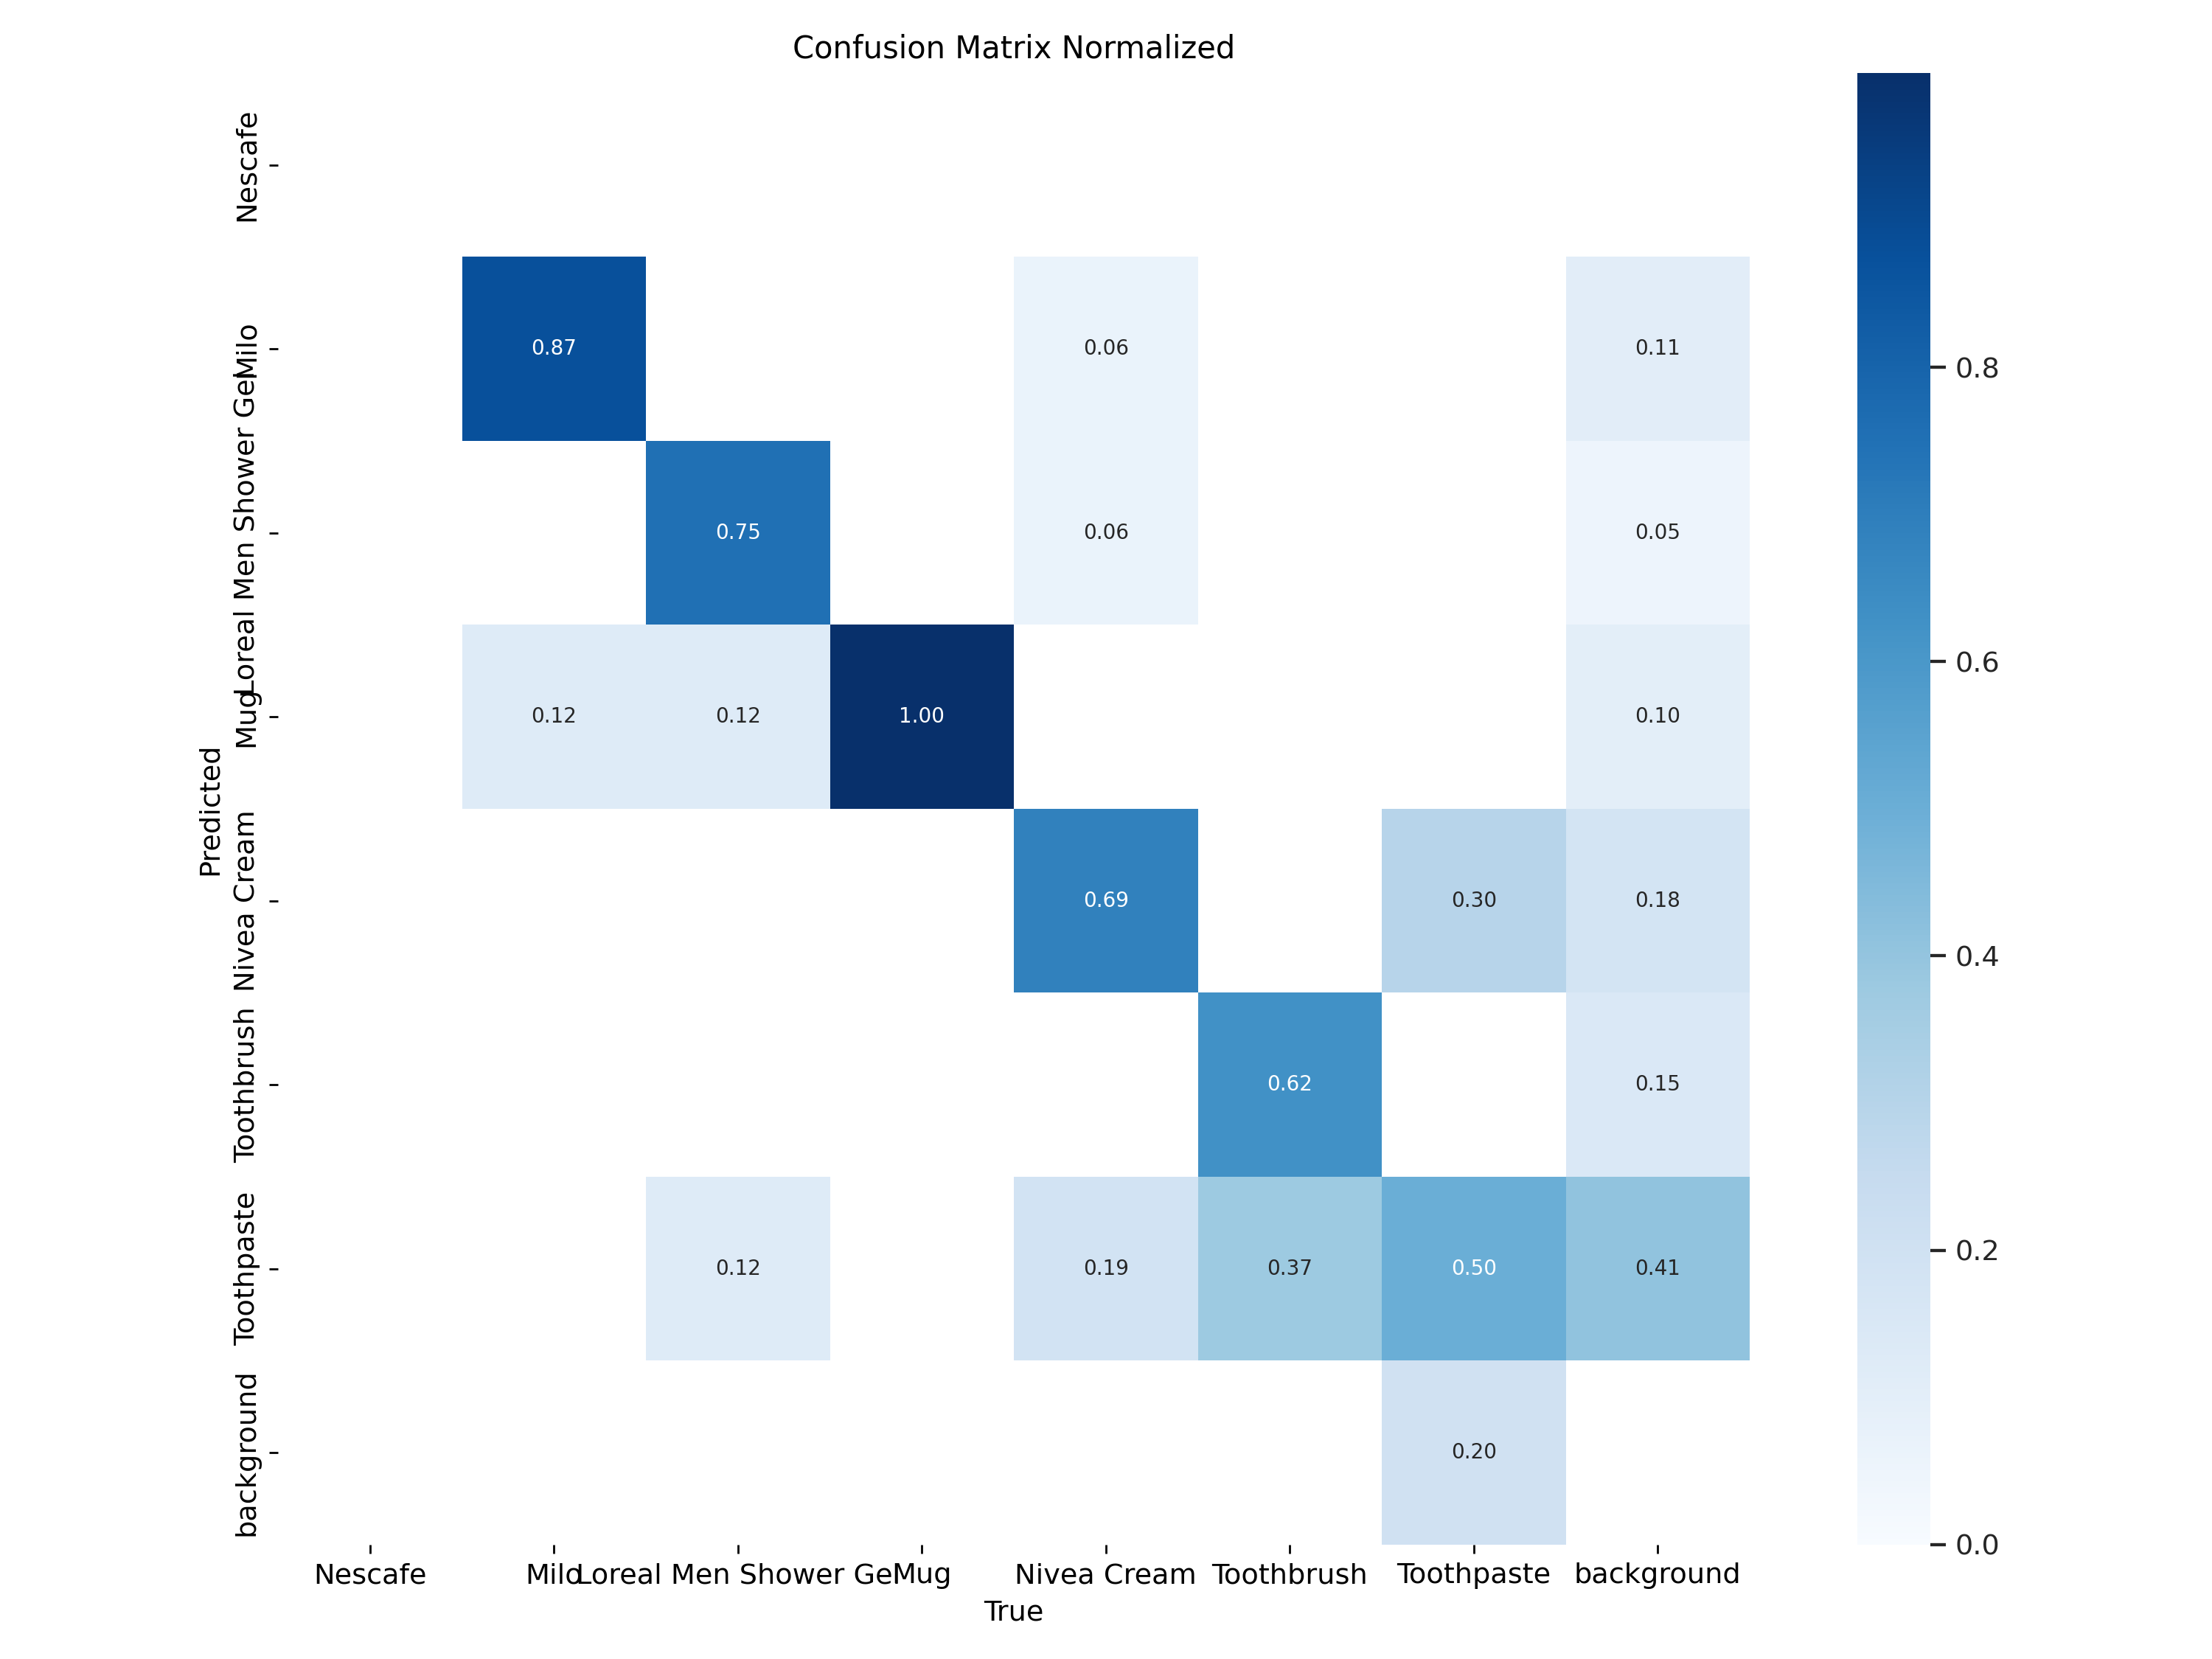 Confusion Matrix Normalized
Nescafe
Milo
0.87 0.06 0.11
0.8
Loreal Men Shower Gel
0.75 0.06 0.05
0.6
Mug
0.12 0.12 1.00 0.10
Predicted
Nivea Cream
0.69 0.30 0.18
0.4
Toothbrush
0.62 0.15
Toothpaste
0.12 0.19 0.37 0.50 0.41
0.2
background
0.20
0.0
Nescafe Milo Loreal Men Shower Gel Mug Nivea Cream Toothbrush Toothpaste background
True